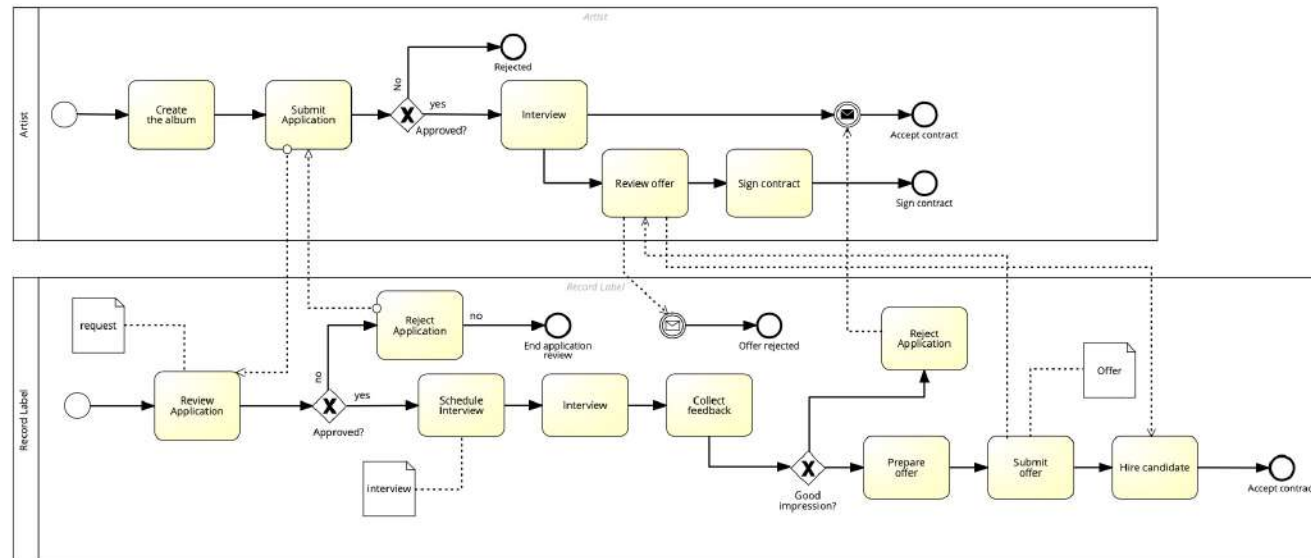 Artist
Artist
No
Rejected
Create
the album
Submit
Application
yes
Approved?
Interview
Accept contract
Review offer
Sign contract
Sign contract
Record Label
Record Label
request
Reject
Application
no
End application
review
Offer rejected
Reject
Application
Offer
no
Review
Application
yes
Approved?
Schedule
Interview
Interview
Collect
feedback
interview
Good
impression?
Prepare
offer
Submit
offer
Hire candidate
Accept contrac